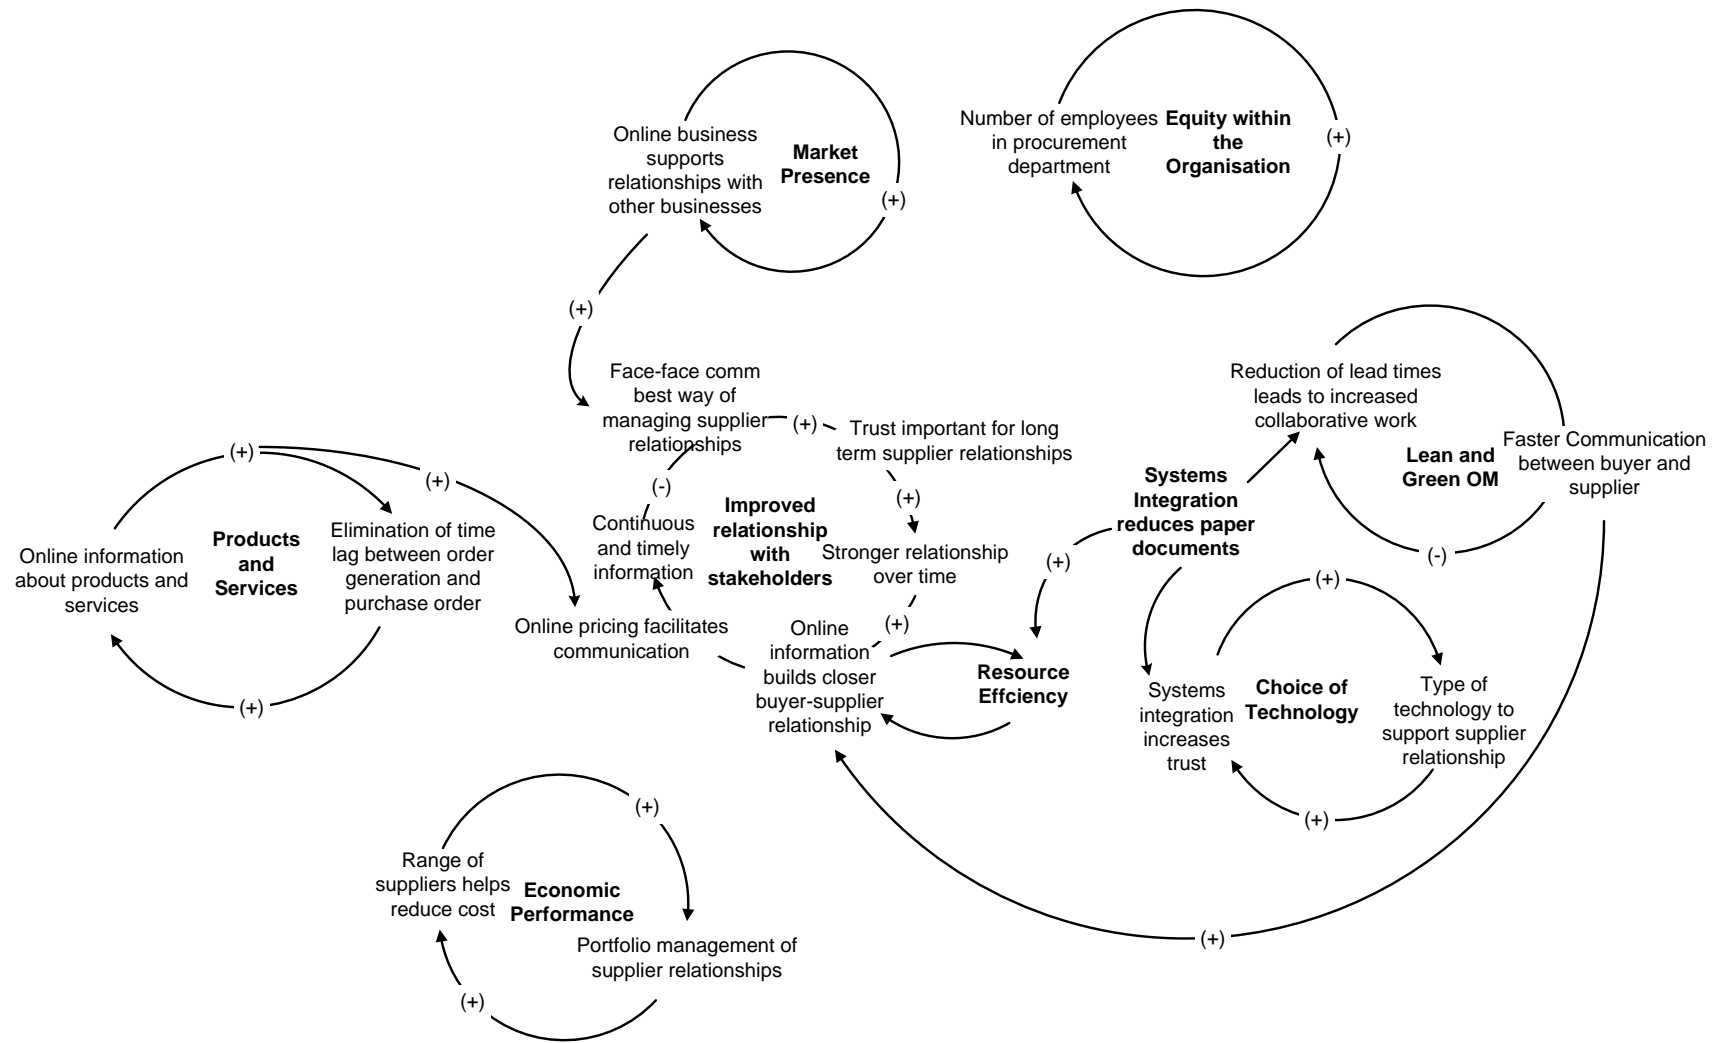 Number of employees
in procurement
department
Equity within
the
Organisation
(+)
Online business
supports
relationships with
other businesses
Market
Presence
(+)
(+)
Face-face comm
best way of
managing supplier
relationships
(+)
Trust important for long
term supplier relationships
(-)
(+)
Continuous
and timely
information
Improved
relationship
with
stakeholders
Stronger relationship
over time
(+)
(+)
(+)
Online information
about products and
services
Products
and
Services
Elimination of time
lag between order
generation and
purchase order
(+)
Online pricing facilitates
communication
Online
information
builds closer
buyer-supplier
relationship
Resource
Effciency
(+)
Systems
Integration
reduces paper
documents
Reduction of lead times
leads to increased
collaborative work
Lean and
Green OM
Faster Communication
between buyer and
supplier
(-)
(+)
Systems
integration
increases
trust
Choice of
Technology
Type of
technology to
support supplier
relationship
(+)
(+)
(+)
Range of
suppliers helps
reduce cost
Economic
Performance
Portfolio management of
supplier relationships
(+)